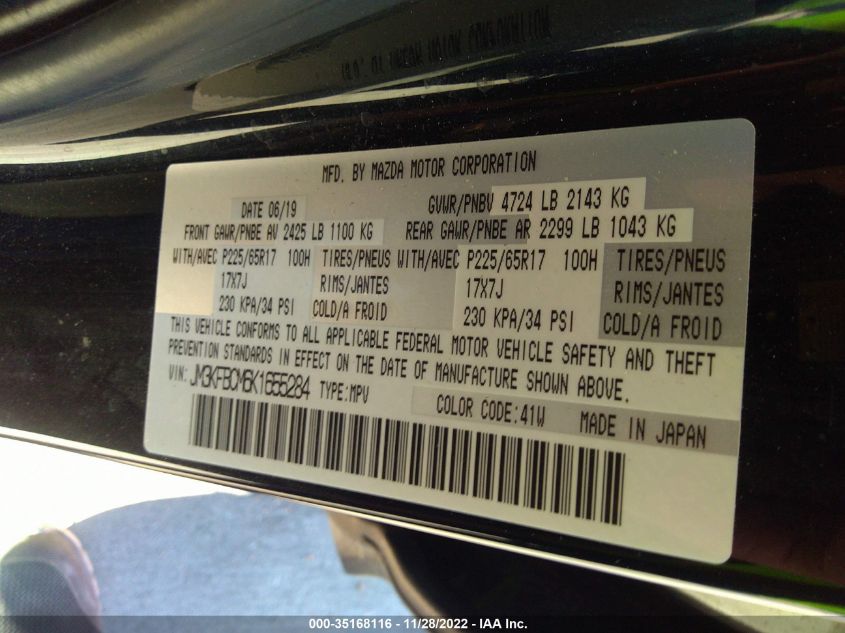 MFD. BY MAZDA MOTOR CORPORATION
DATE 06/19 GVWR/PNBV 4724 LB 2143 KG
FRONT GAWR/PNBE AV 2425 LB 1100 KG REAR GAWR/PNBE AR 2299 LB 1043 KG
WITH/AVEC P225/65R17 100H TIRES/PNEUS WITH/AVEC P225/65R17 100H TIRES/PNEUS
17X7J RIMS/JANTES 17X7J RIMS/JANTES
230 KPA/34 PSI COLD/A FROID 230 KPA/34 PSI COLD/A FROID
THIS VEHICLE CONFORMS TO ALL APPLICABLE FEDERAL MOTOR VEHICLE SAFETY AND THEFT
PREVENTION STANDARDS IN EFFECT ON THE DATE OF MANUFACTURE SHOWN ABOVE.
VIN: JM3KFBCM6K1655284 TYPE:MPV COLOR CODE:41W MADE IN JAPAN
000-35168116 - 11/28/2022 - IAA Inc.